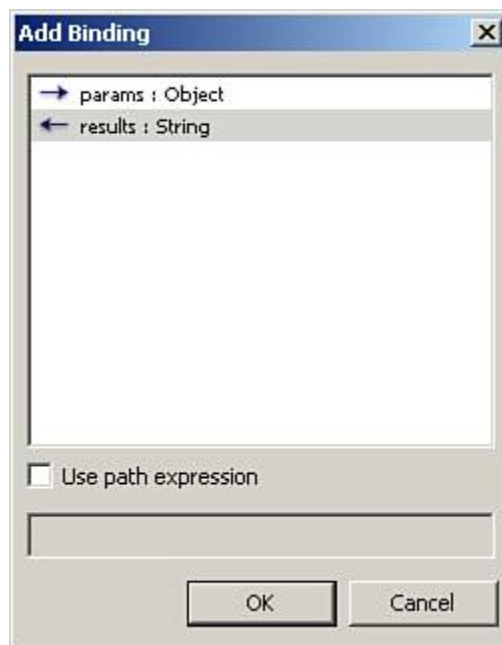 Add Binding
params : Object
results : String
Use path expression
OK
Cancel